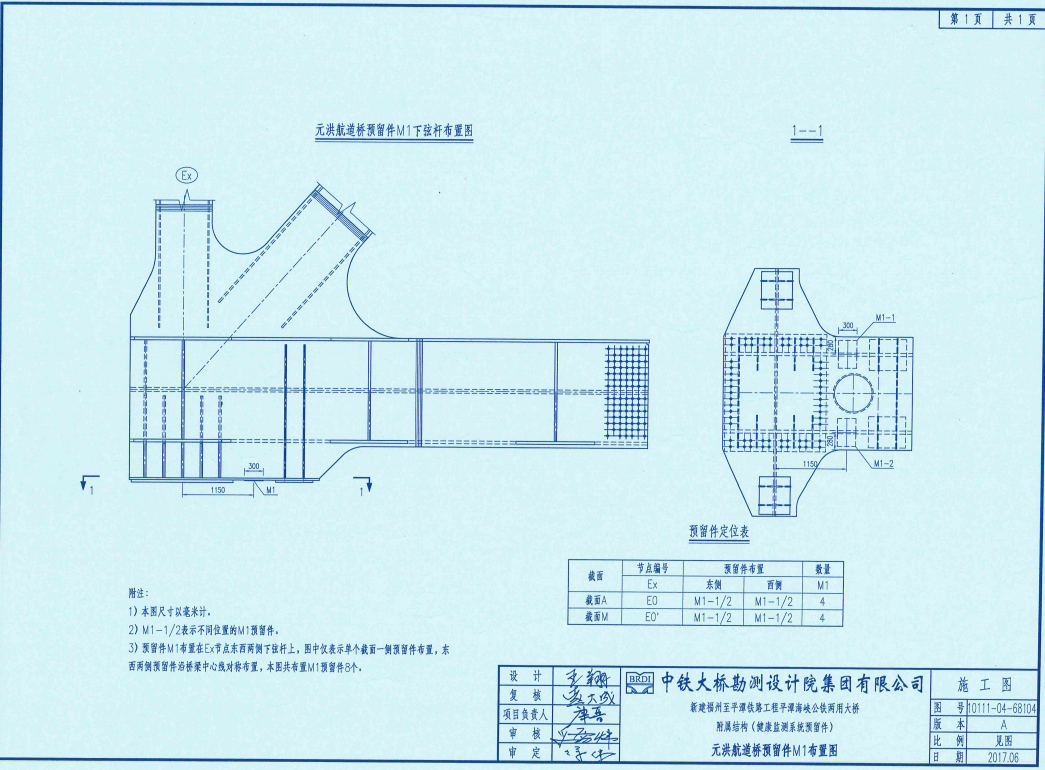 第 1 页 共 1 页
元洪航道桥预留件M1下弦杆布置图
1--1
Ex
M1-1
300
280
280
1150
M1-2
300
1150
M1
1
1
预留件定位表
截面 节点编号 预留件布置 数量
Ex 东侧 西侧 M1
截面A E0 M1-1/2 M1-1/2 4
截面M E0' M1-1/2 M1-1/2 4
附注:
1) 本图尺寸以毫米计。
2) M1-1/2表示不同位置的M1预留件。
3) 预留件M1布置在Ex节点东西两侧下弦杆上, 图中仅表示单个截面一侧预留件布置, 东
西两侧预留件沿桥梁中心线对称布置, 本图共布置M1预留件8个。
设 计
复 核
项目负责人
审 核
审 定
BRDI 中铁大桥勘测设计院集团有限公司
新建福州至平潭铁路工程平潭海峡公铁两用大桥
附属结构 (健康监测系统预留件)
元洪航道桥预留件M1布置图
施 工 图
图 号 10111-04-68104
版 本 A
比 例 见图
日 期 2017.06